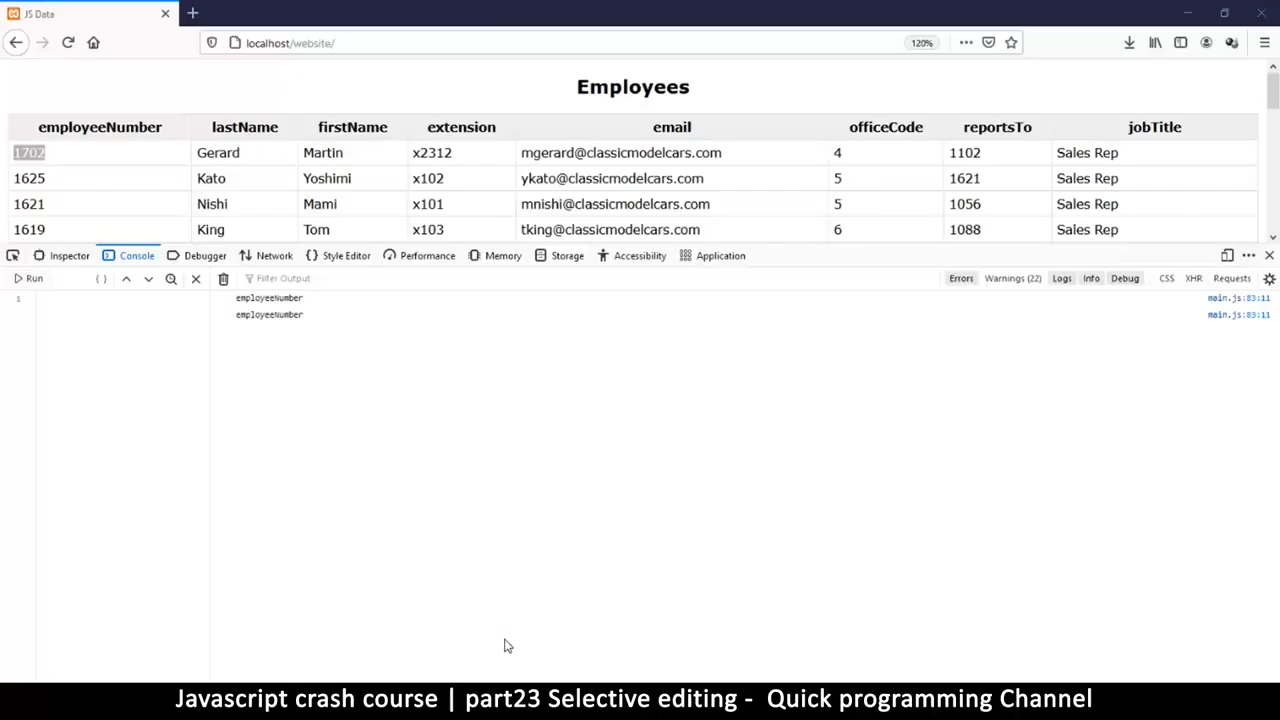 JS Data
localhost/website/
120%
Employees
employeeNumber lastName firstName extension email officeCode reportsTo jobTitle
1702 Gerard Martin x2312 mgerard@classicmodelcars.com 4 1102 Sales Rep
1625 Kato Yoshimi x102 ykato@classicmodelcars.com 5 1621 Sales Rep
1621 Nishi Mami x101 mnishi@classicmodelcars.com 5 1056 Sales Rep
1619 King Tom x103 tking@classicmodelcars.com 6 1088 Sales Rep
Inspector Console Debugger Network {} Style Editor Performance Memory Storage Accessibility Application
Run {} Filter Output Errors Warnings (22) Logs Info Debug CSS XHR Requests
1 employeeNumber main.js:83:11
employeeNumber main.js:83:11
Javascript crash course | part23 Selective editing - Quick programming Channel